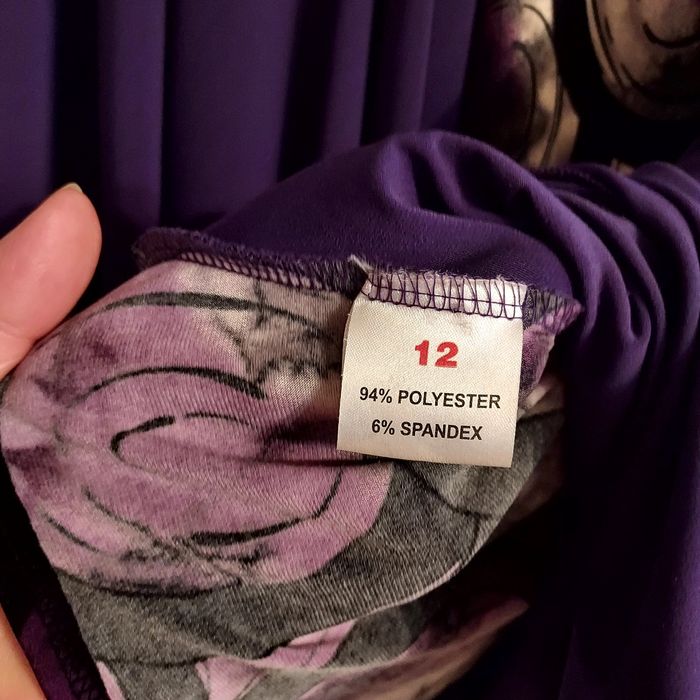 12
94% POLYESTER
6% SPANDEX